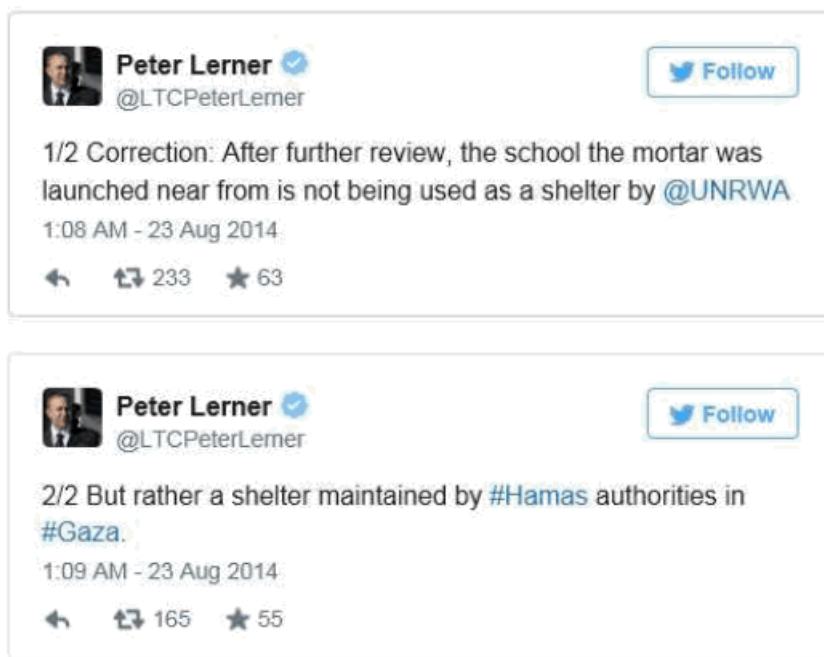 Peter Lerner
Follow
@LTCPeterLerner
1/2 Correction: After further review, the school the mortar was
launched near from is not being used as a shelter by @UNRWA
1:08 AM - 23 Aug 2014
233 63
Peter Lerner
Follow
@LTCPeterLerner
2/2 But rather a shelter maintained by #Hamas authorities in
#Gaza.
1:09 AM - 23 Aug 2014
165 55